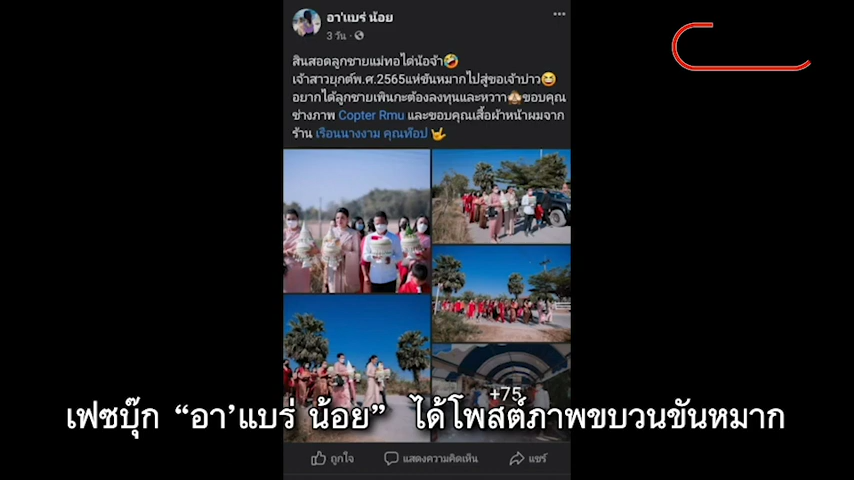 อา'แบร่ น้อย
3 วัน
สินสอดลูกชายแม่ทอได๋น้อจ้า🤣
เจ้าสาวยุกต์พ.ศ.2565แห่ขันหมากไปสู่ขอเจ้าบ่าว😅
อยากได้ลูกชายเพินกะต้องลงทุนและหวาา🙈ขอบคุณ
ช่างภาพ Copter Rmu และขอบคุณเสื้อผ้าหน้าผมจาก
ร้าน เรือนนางงาม คุณท๊อป 🤟
+75
เฟซบุ๊ก “อา’แบร่ น้อย” ได้โพสต์ภาพขบวนขันหมาก
ถูกใจ
แสดงความคิดเห็น
แชร์